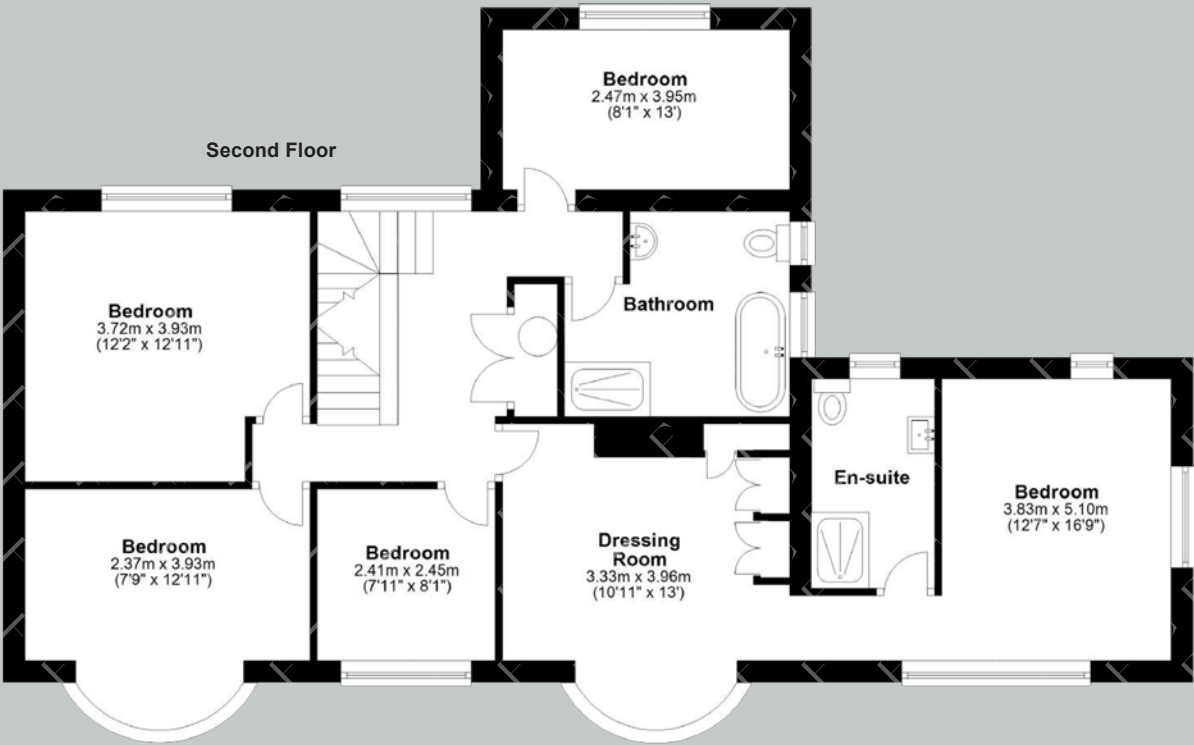 Second Floor
Bedroom
2.47m x 3.95m
(8'1" x 13')
Bedroom
3.72m x 3.93m
(12'2" x 12'11")
Bathroom
En-suite
Bedroom
3.83m x 5.10m
(12'7" x 16'9")
Bedroom
2.37m x 3.93m
(7'9" x 12'11")
Bedroom
2.41m x 2.45m
(7'11" x 8'1")
Dressing
Room
3.33m x 3.96m
(10'11" x 13')